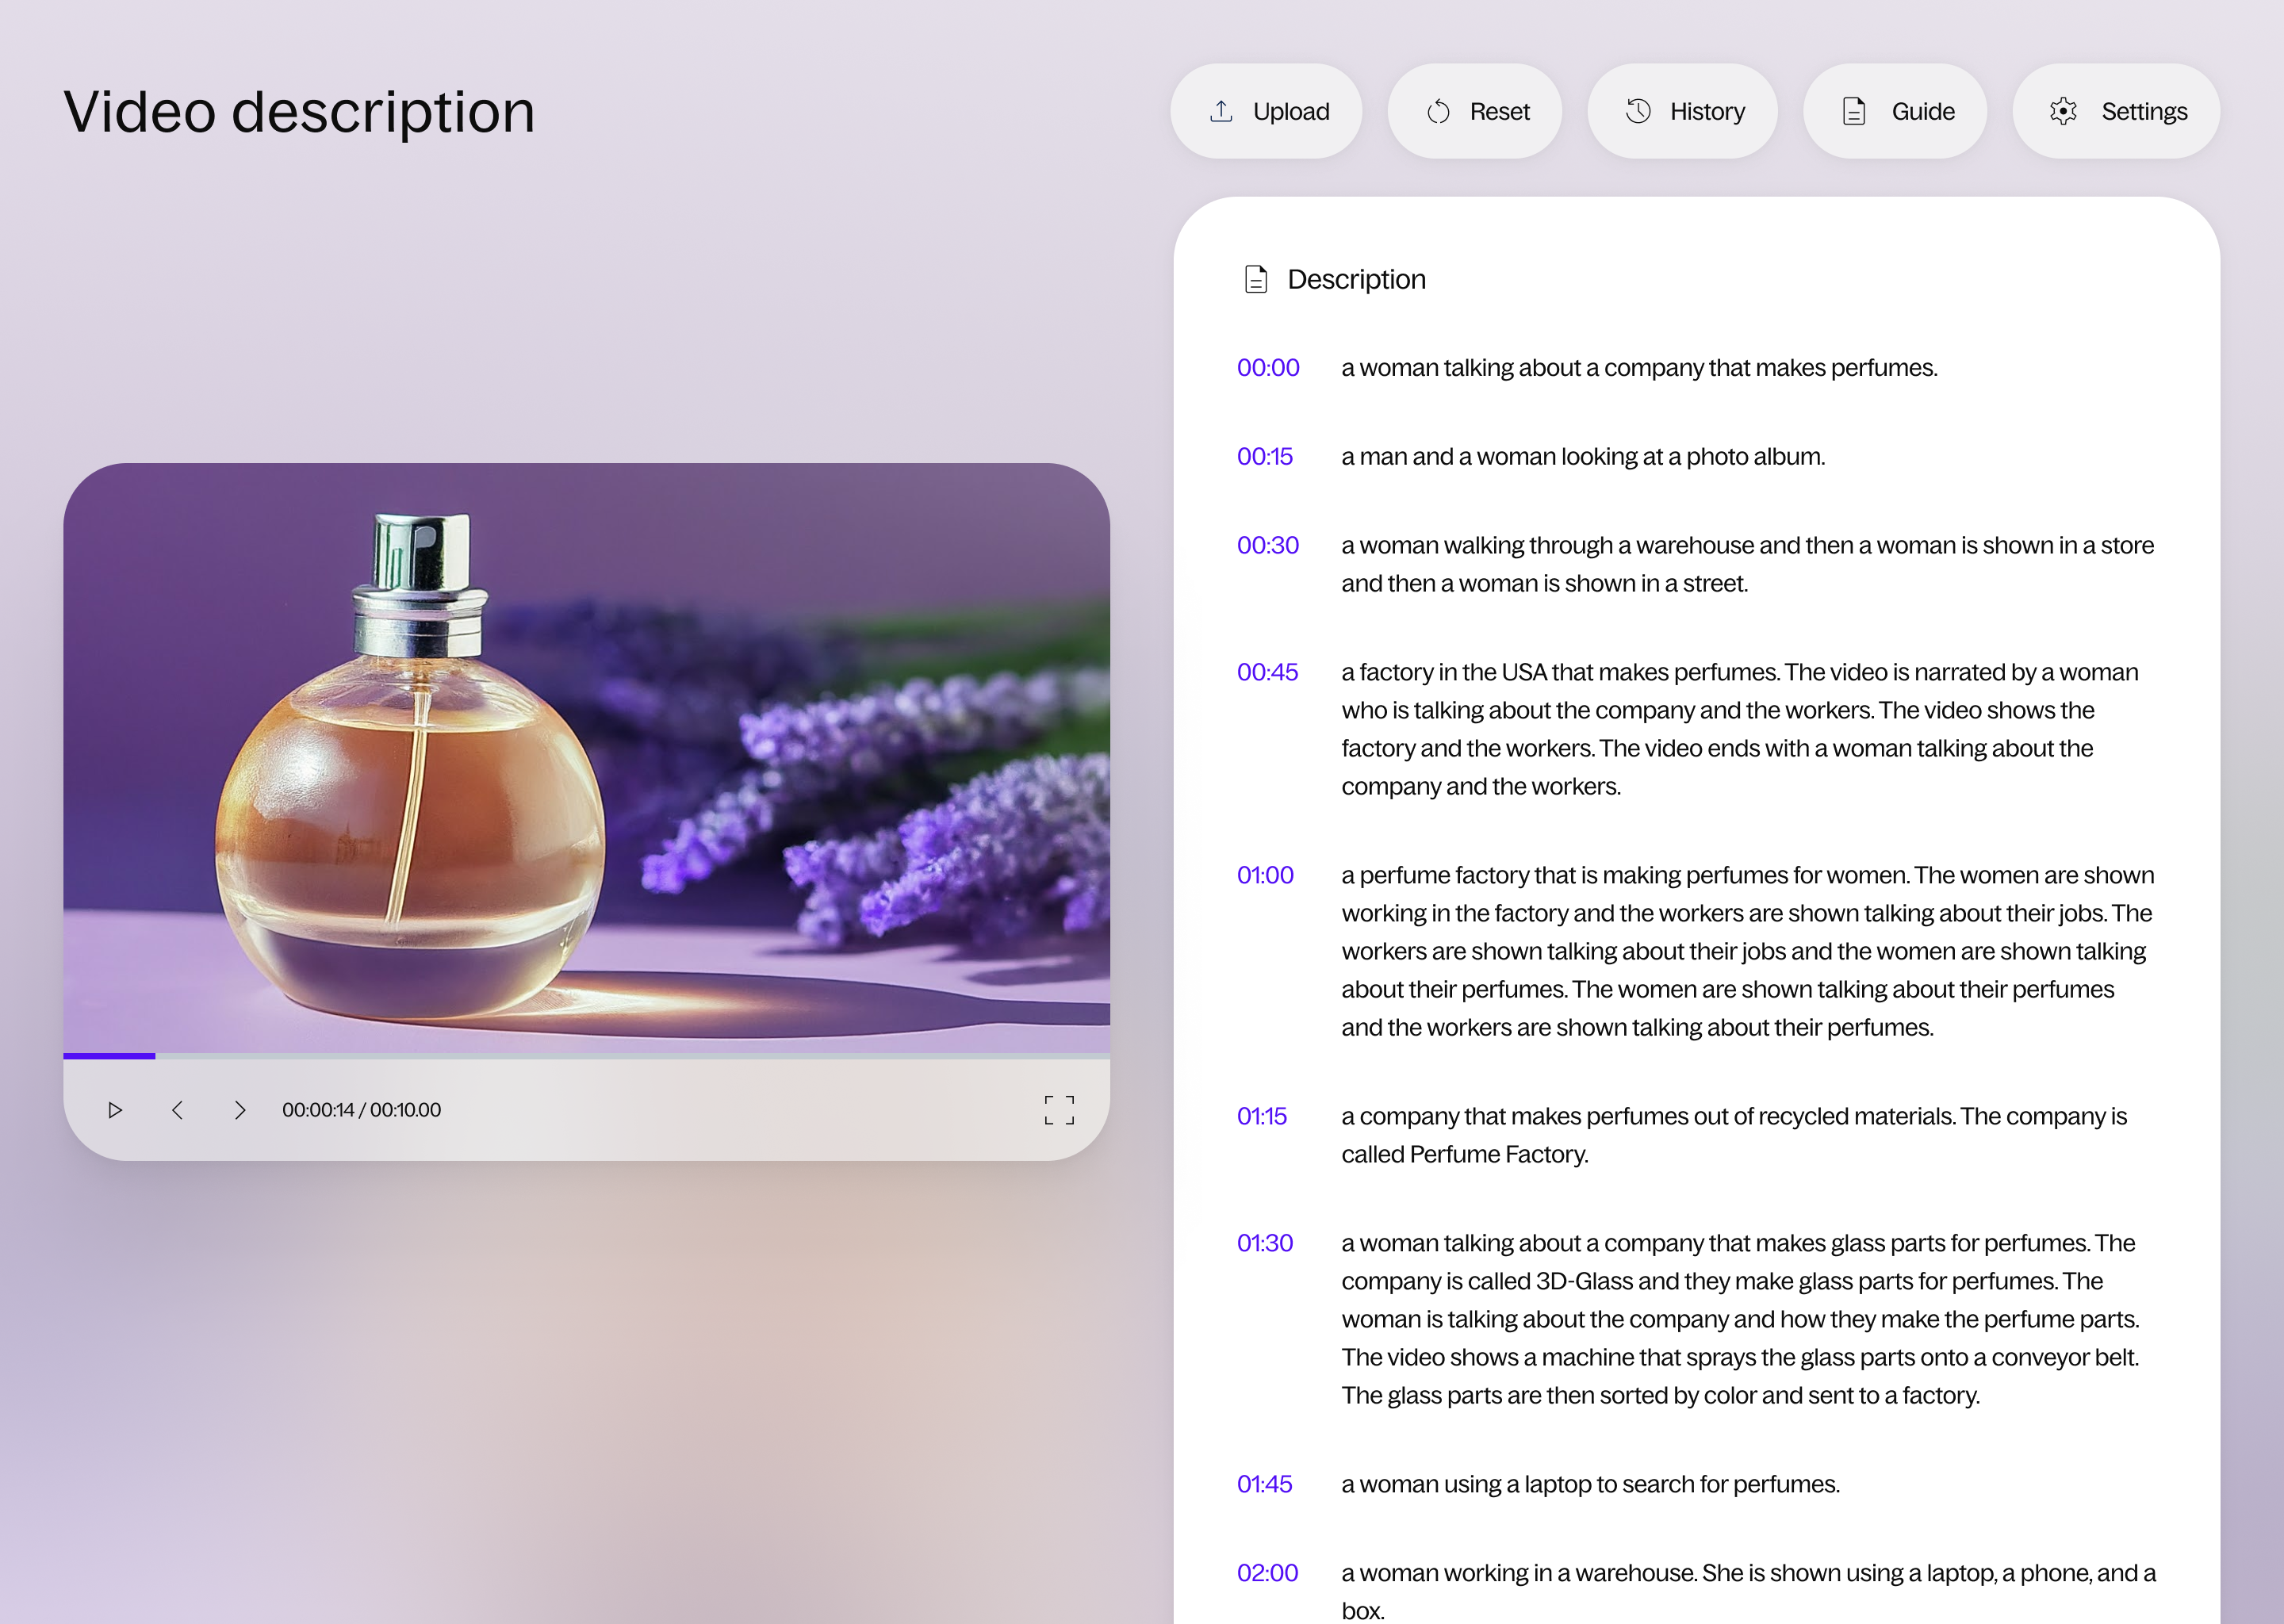 Video description
Upload
Reset
History
Guide
Settings
Description
00:00 a woman talking about a company that makes perfumes.
00:15 a man and a woman looking at a photo album.
00:30 a woman walking through a warehouse and then a woman is shown in a store
and then a woman is shown in a street.
00:45 a factory in the USA that makes perfumes. The video is narrated by a woman
who is talking about the company and the workers. The video shows the
factory and the workers. The video ends with a woman talking about the
company and the workers.
01:00 a perfume factory that is making perfumes for women. The women are shown
working in the factory and the workers are shown talking about their jobs. The
workers are shown talking about their jobs and the women are shown talking
about their perfumes. The women are shown talking about their perfumes
and the workers are shown talking about their perfumes.
01:15 a company that makes perfumes out of recycled materials. The company is
called Perfume Factory.
01:30 a woman talking about a company that makes glass parts for perfumes. The
company is called 3D-Glass and they make glass parts for perfumes. The
woman is talking about the company and how they make the perfume parts.
The video shows a machine that sprays the glass parts onto a conveyor belt.
The glass parts are then sorted by color and sent to a factory.
01:45 a woman using a laptop to search for perfumes.
02:00 a woman working in a warehouse. She is shown using a laptop, a phone, and a
box.
00:00:14 / 00:10.00